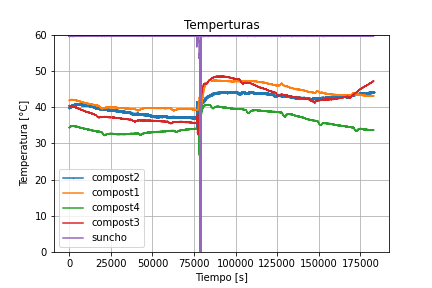 Temperturas
Temperatura [°C]
60
50
40
30
20
10
0
compost2
compost1
compost4
compost3
suncho
0 25000 50000 75000 100000 125000 150000 175000
Tiempo [s]